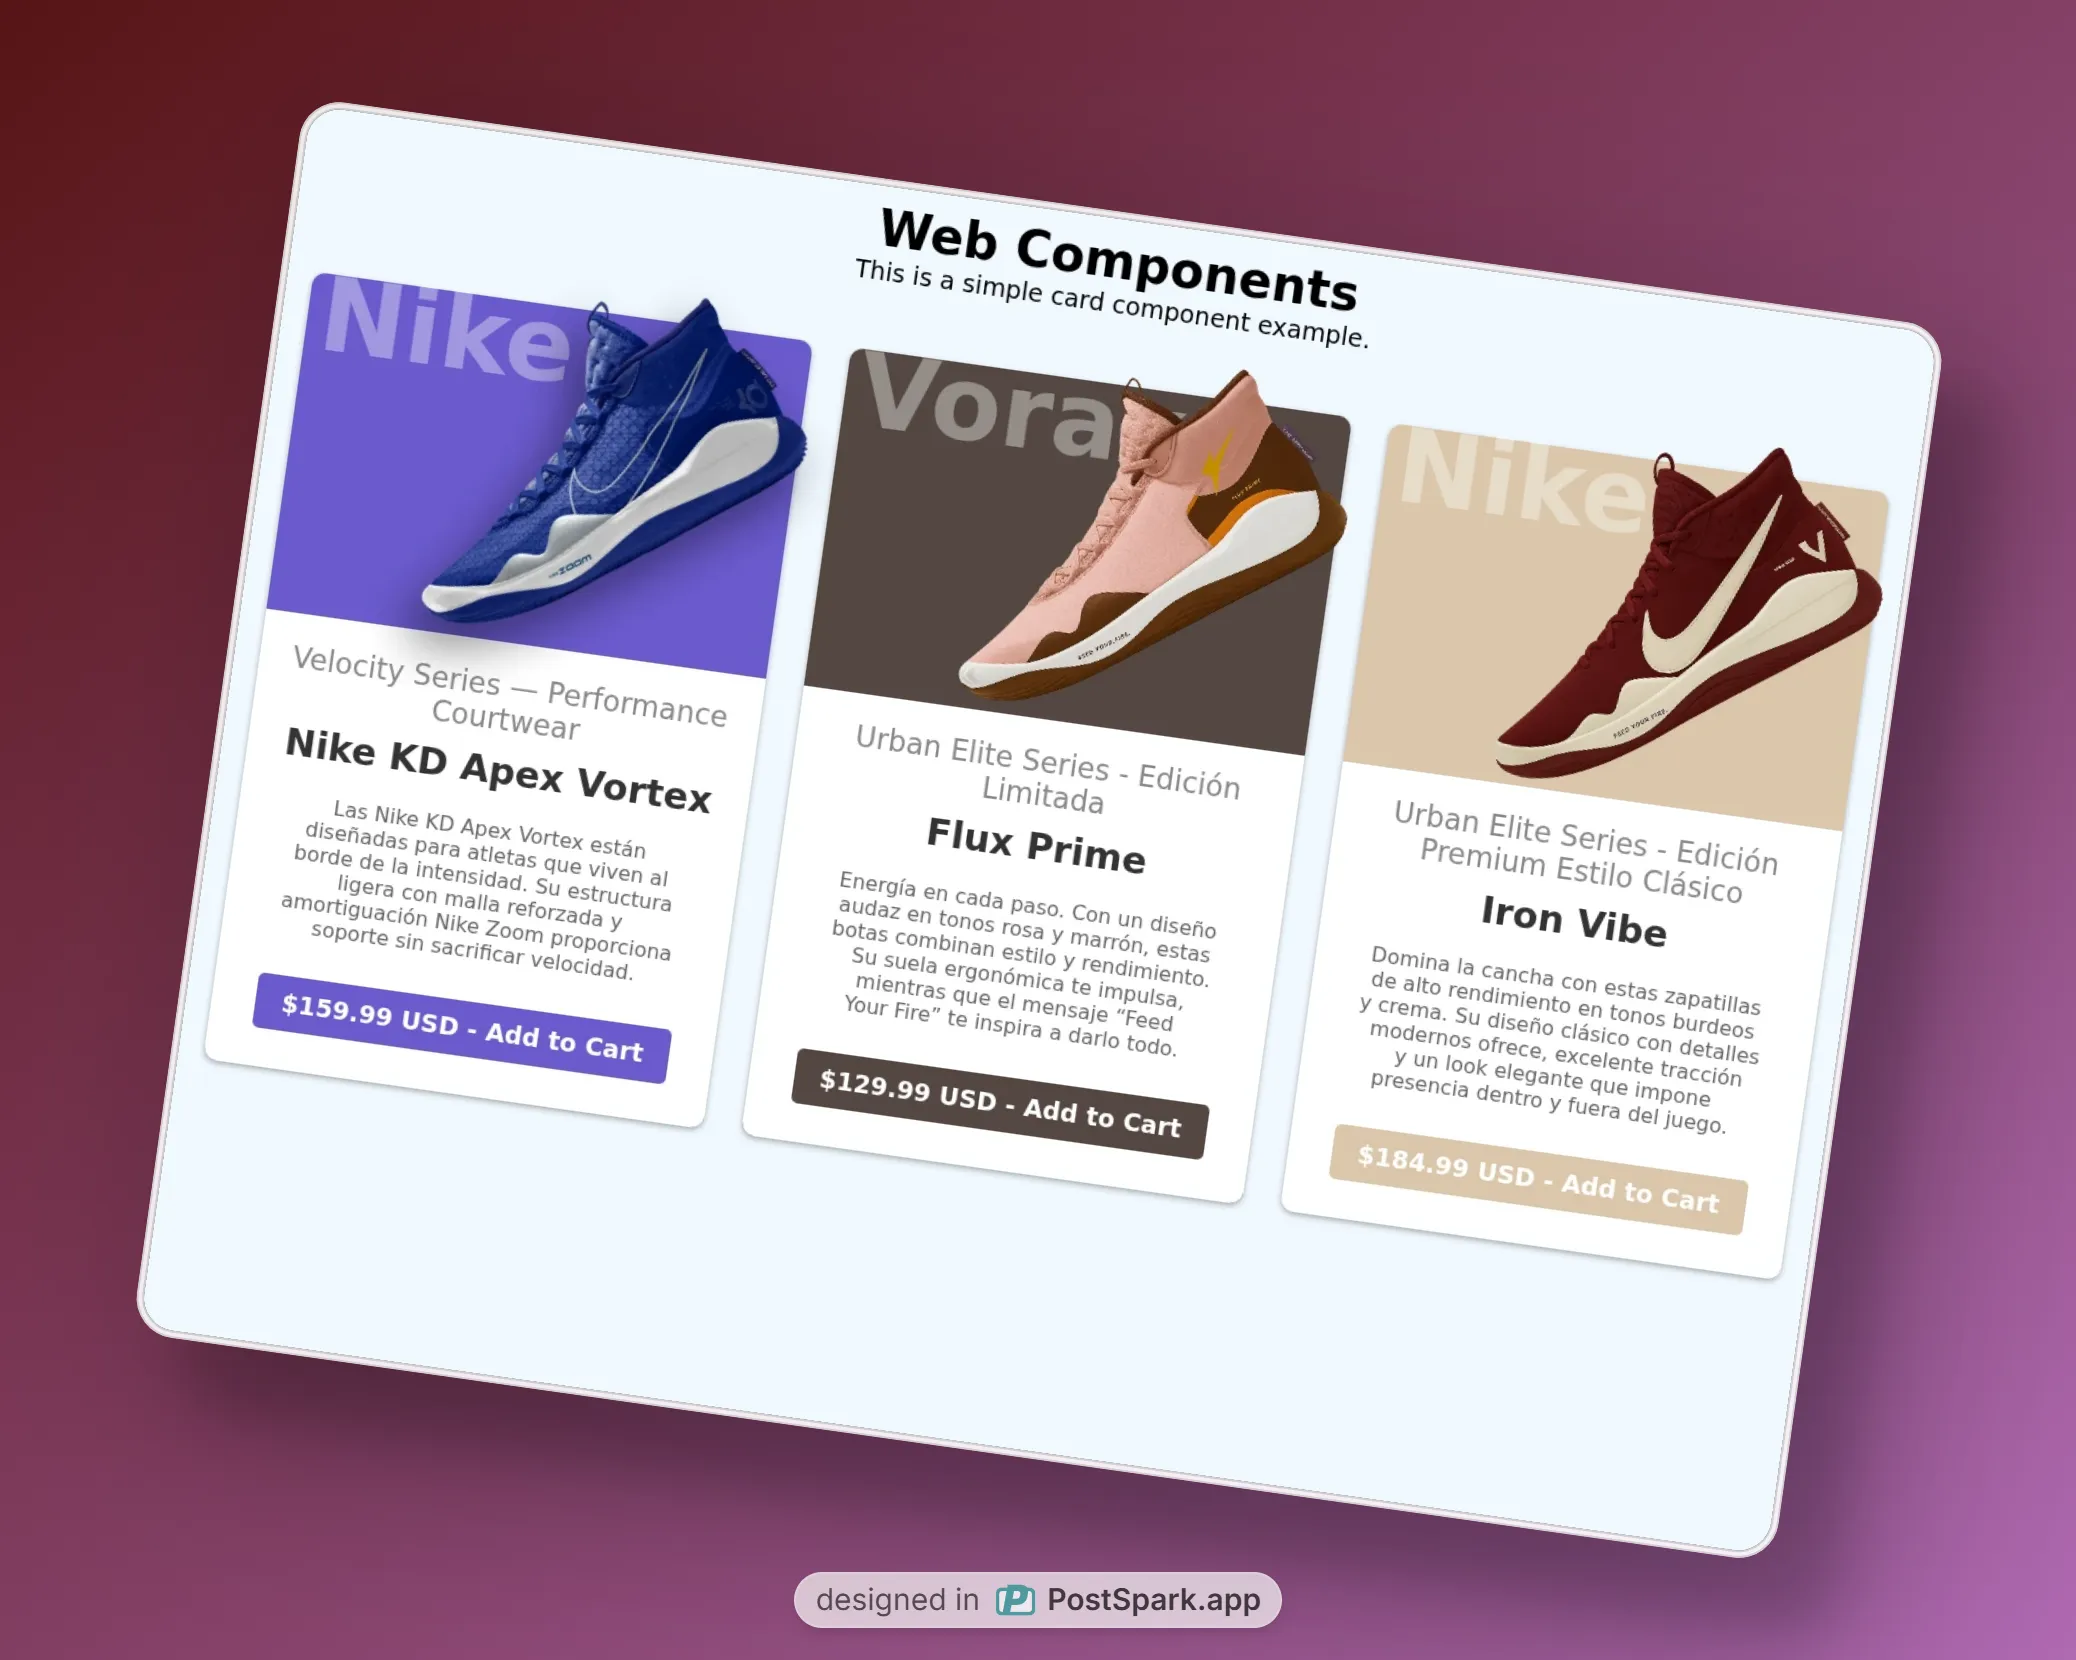 Web Components
This is a simple card component example.
Nike
ZOOM
Velocity Series — Performance
Courtwear
Nike KD Apex Vortex
Las Nike KD Apex Vortex están
diseñadas para atletas que viven al
borde de la intensidad. Su estructura
ligera con malla reforzada y
amortiguación Nike Zoom proporciona
soporte sin sacrificar velocidad.
$159.99 USD - Add to Cart
Vora
FEED YOUR FIRE.
Urban Elite Series - Edición
Limitada
Flux Prime
Energía en cada paso. Con un diseño
audaz en tonos rosa y marrón, estas
botas combinan estilo y rendimiento.
Su suela ergonómica te impulsa,
mientras que el mensaje “Feed
Your Fire” te inspira a darlo todo.
$129.99 USD - Add to Cart
Nike
V
FEED YOUR FIRE.
Urban Elite Series - Edición
Premium Estilo Clásico
Iron Vibe
Domina la cancha con estas zapatillas
de alto rendimiento en tonos burdeos
y crema. Su diseño clásico con detalles
modernos ofrece, excelente tracción
y un look elegante que impone
presencia dentro y fuera del juego.
$184.99 USD - Add to Cart
designed in PostSpark.app